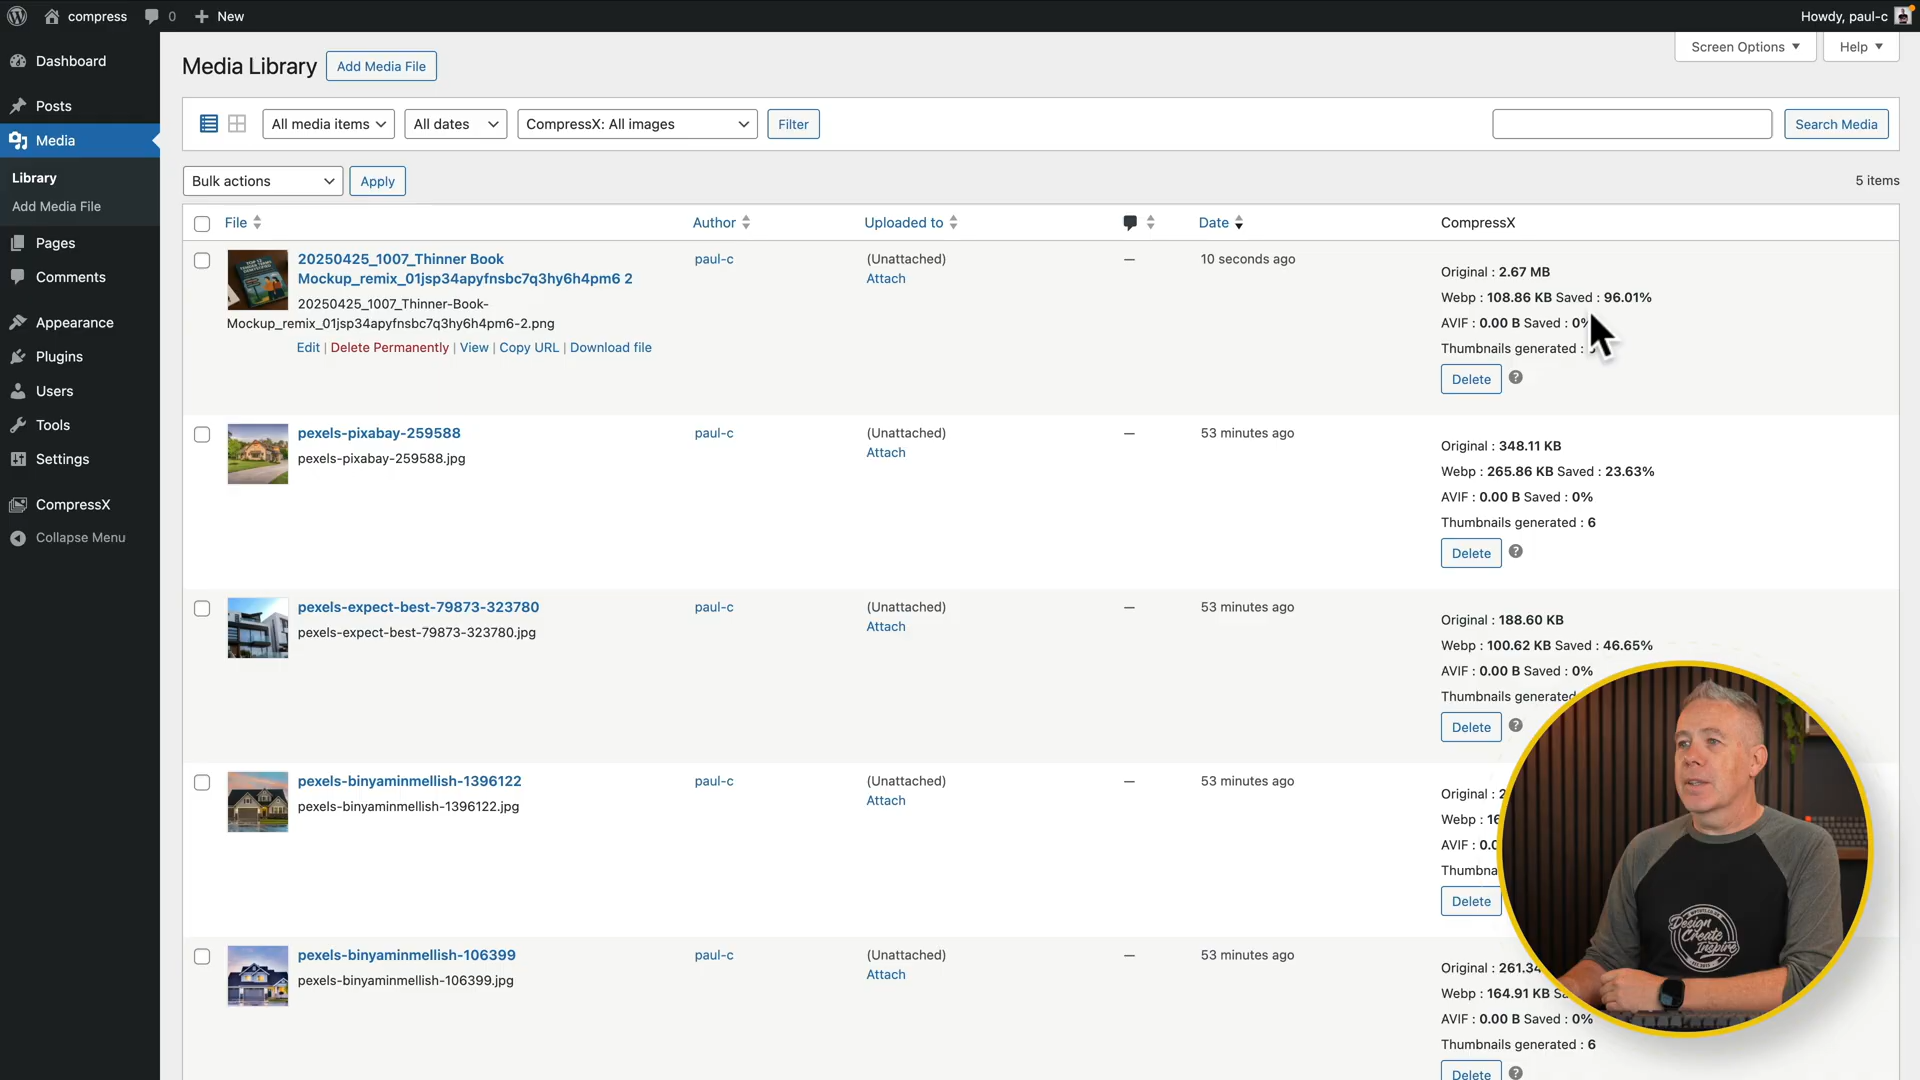 compress 0 New Howdy, paul-c
Dashboard
Posts
Media
Library
Add Media File
Pages
Comments
Appearance
Plugins
Users
Tools
Settings
CompressX
Collapse Menu
Screen Options Help
Media Library Add Media File
All media items All dates CompressX: All images Filter Search Media
Bulk actions Apply 5 items
File Author Uploaded to Date CompressX
20250425_1007_Thinner Book
Mockup_remix_01jsp34apyfnsbc7q3hy6h4pm6 2
20250425_1007_Thinner-Book-
Mockup_remix_01jsp34apyfnsbc7q3hy6h4pm6-2.png
Edit | Delete Permanently | View | Copy URL | Download file
paul-c
(Unattached)
Attach
—
10 seconds ago
Original : 2.67 MB
Webp : 108.86 KB Saved : 96.01%
AVIF : 0.00 B Saved : 0%
Thumbnails generated :
Delete ?
pexels-pixabay-259588
pexels-pixabay-259588.jpg
paul-c
(Unattached)
Attach
—
53 minutes ago
Original : 348.11 KB
Webp : 265.86 KB Saved : 23.63%
AVIF : 0.00 B Saved : 0%
Thumbnails generated : 6
Delete ?
pexels-expect-best-79873-323780
pexels-expect-best-79873-323780.jpg
paul-c
(Unattached)
Attach
—
53 minutes ago
Original : 188.60 KB
Webp : 100.62 KB Saved : 46.65%
AVIF : 0.00 B Saved : 0%
Thumbnails generated
Delete ?
pexels-binyaminmellish-1396122
pexels-binyaminmellish-1396122.jpg
paul-c
(Unattached)
Attach
—
53 minutes ago
Original :
Webp :
AVIF :
Delete
pexels-binyaminmellish-106399
pexels-binyaminmellish-106399.jpg
paul-c
(Unattached)
Attach
—
53 minutes ago
Original : 261.34
Webp : 164.91 KB
AVIF : 0.00 B Saved : 0%
Thumbnails generated : 6
Delete ?
Design
Create
Inspire